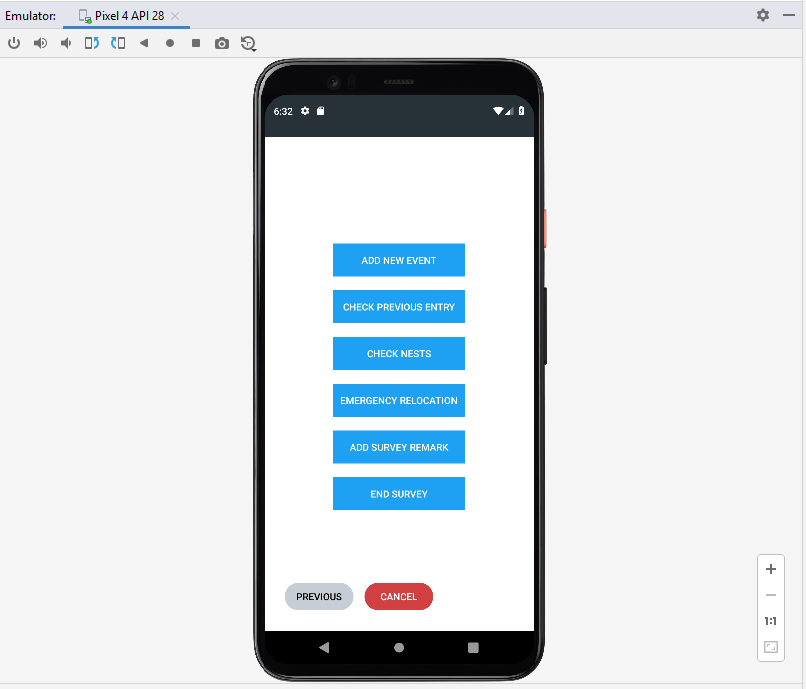 Emulator: Pixel 4 API 28
6:32
ADD NEW EVENT
CHECK PREVIOUS ENTRY
CHECK NESTS
EMERGENCY RELOCATION
ADD SURVEY REMARK
END SURVEY
PREVIOUS CANCEL
1:1